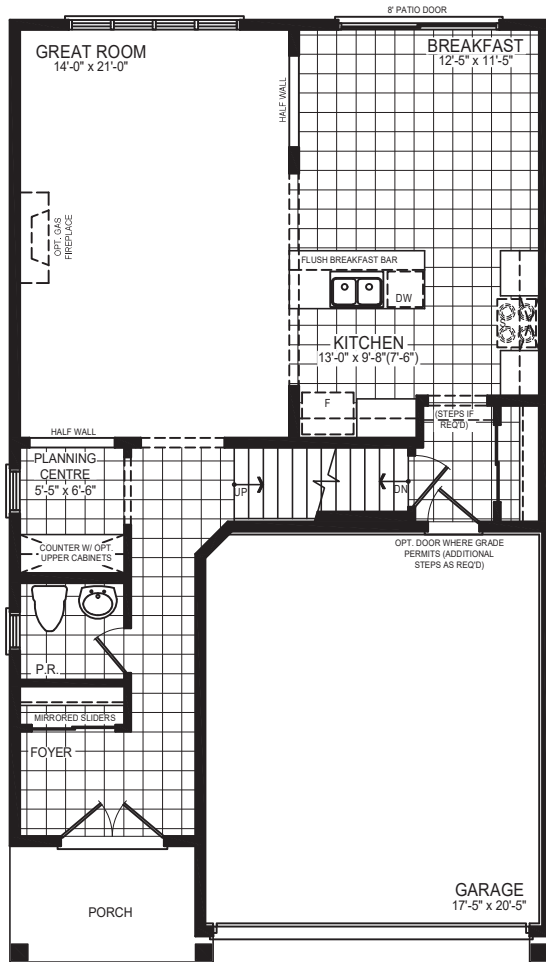 8' PATIO DOOR
GREAT ROOM
14'-0" x 21'-0"
BREAKFAST
12'-5" x 11'-5"
HALF WALL
OPT. GAS
FIREPLACE
FLUSH BREAKFAST BAR
DW
KITCHEN
13'-0" x 9'-8"(7'-6")
F
(STEPS IF
REQ'D)
HALF WALL
PLANNING
CENTRE
5'-5" x 6'-6"
UP
DN
COUNTER W/ OPT.
UPPER CABINETS
OPT. DOOR WHERE GRADE
PERMITS (ADDITIONAL
STEPS AS REQ'D)
P.R.
MIRRORED SLIDERS
FOYER
PORCH
GARAGE
17'-5" x 20'-5"